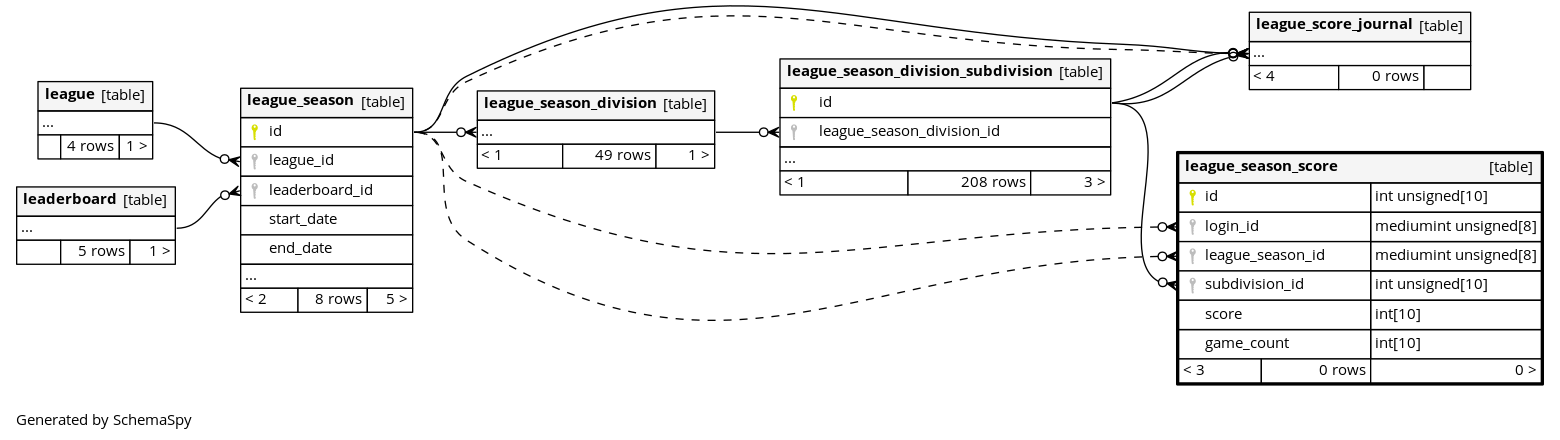 league [table]
...
4 rows 1 >
leaderboard [table]
...
5 rows 1 >
league_season [table]
id
league_id
leaderboard_id
start_date
end_date
...
< 2 8 rows 5 >
league_season_division [table]
...
< 1 49 rows 1 >
league_season_division_subdivision [table]
id
league_season_division_id
...
< 1 208 rows 3 >
league_score_journal [table]
...
< 4 0 rows
league_season_score [table]
id int unsigned[10]
login_id mediumint unsigned[8]
league_season_id mediumint unsigned[8]
subdivision_id int unsigned[10]
score int[10]
game_count int[10]
< 3 0 rows 0 >
Generated by SchemaSpy